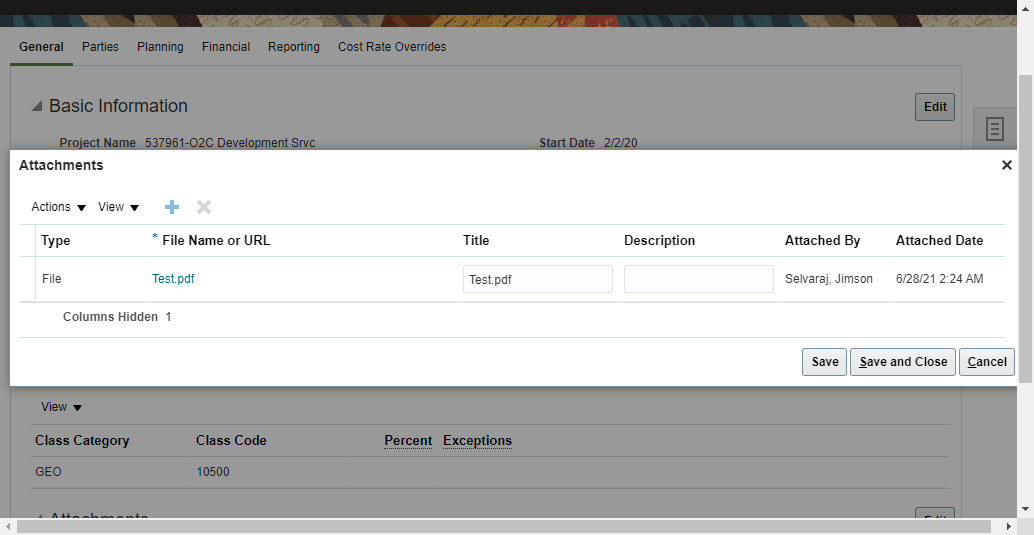 General Parties Planning Financial Reporting Cost Rate Overrides
Basic Information Edit
Project Name 537961-O2C Development Srvc Start Date 2/2/20
Attachments
Actions View
Type * File Name or URL Title Description Attached By Attached Date
File Test.pdf Test.pdf Selvaraj, Jimson 6/28/21 2:24 AM
Columns Hidden 1
Save Save and Close Cancel
View
Class Category Class Code Percent Exceptions
GEO 10500
Attachments Edit